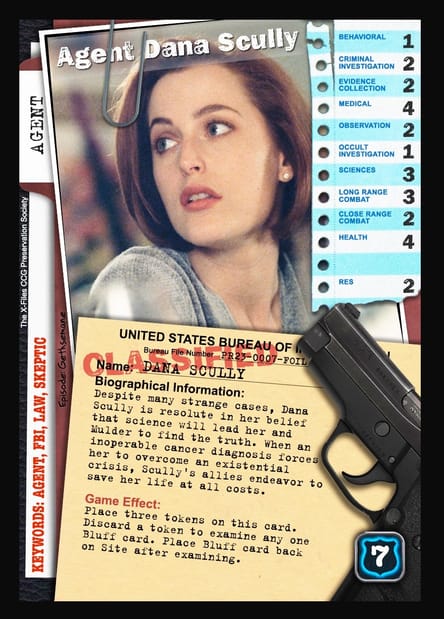 Agent Dana Scully
AGENT
BEHAVIORAL 1
CRIMINAL
INVESTIGATION 2
EVIDENCE
COLLECTION 2
MEDICAL 4
OBSERVATION 2
OCCULT
INVESTIGATION 1
SCIENCES 3
LONG RANGE
COMBAT 3
CLOSE RANGE
COMBAT 2
HEALTH 4
RES 2
The X-Files CCG Preservation Society
Episode: Gethsemane
KEYWORDS: AGENT, FBI, LAW, SKEPTIC
UNITED STATES BUREAU OF
Bureau File Number PR23-0007-FOIL
CLASSIFIED
Name: DANA SCULLY
Biographical Information:
Despite many strange cases, Dana
Scully is resolute in her belief
that science will lead her and
Mulder to find the truth. When an
inoperable cancer diagnosis forces
her to overcome an existential
crisis, Scully's allies endeavor to
save her life at all costs.
Game Effect:
Place three tokens on this card.
Discard a token to examine any one
Bluff card. Place Bluff card back
on Site after examining.
7